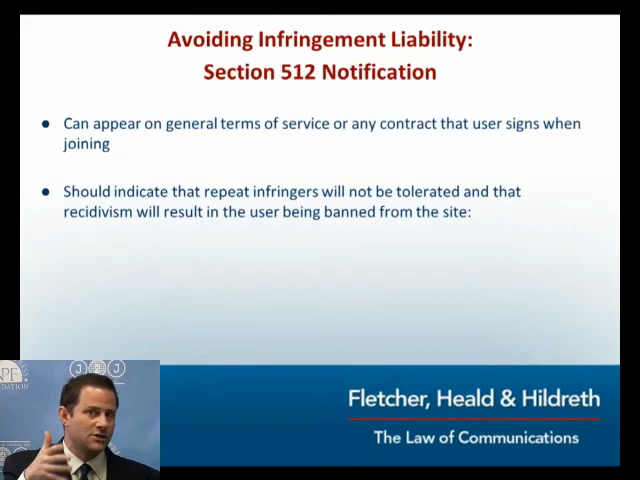 Avoiding Infringement Liability:
Section 512 Notification
● Can appear on general terms of service or any contract that user signs when
joining
● Should indicate that repeat infringers will not be tolerated and that
recidivism will result in the user being banned from the site:
Fletcher, Heald & Hildreth
The Law of Communications
J J